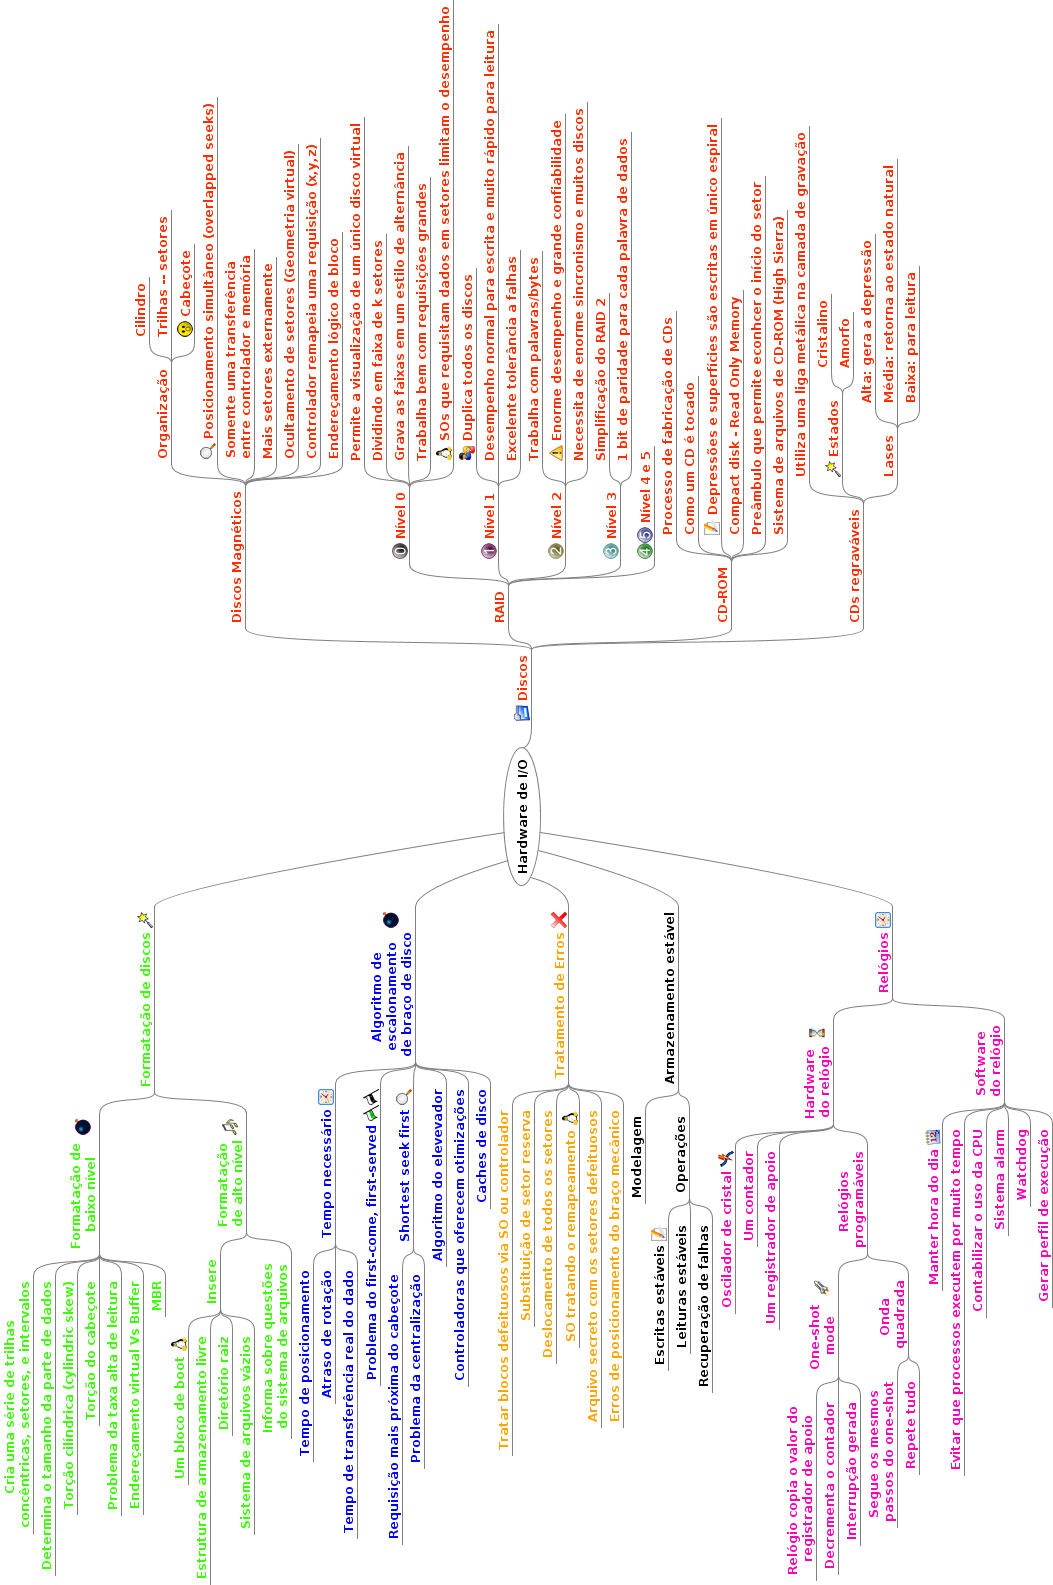 Hardware de I/O
Discos
Discos Magnéticos
Organização
Cilindro
Trilhas -- setores
Cabeçote
Posicionamento simultâneo (overlapped seeks)
Somente uma transferência
entre controlador e memória
Mais setores externamente
Ocultamento de setores (Geometria virtual)
Controlador remapeia uma requisição (x,y,z)
Endereçamento lógico de bloco
RAID
0 Nível 0
Permite a visualização de um único disco virtual
Dividindo em faixa de k setores
Grava as faixas em um estilo de alternância
Trabalha bem com requisições grandes
SOs que requisitam dados em setores limitam o desempenho
1 Nível 1
Duplica todos os discos
Desempenho normal para escrita e muito rápido para leitura
Excelente tolerância a falhas
2 Nível 2
Trabalha com palavras/bytes
Enorme desempenho e grande confiabilidade
Necessita de enorme sincronismo e muitos discos
3 Nível 3
Simplificação do RAID 2
1 bit de paridade para cada palavra de dados
4 5 Nível 4 e 5
CD-ROM
Processo de fabricação de CDs
Como um CD é tocado
Depressões e superfícies são escritas em único espiral
Compact disk - Read Only Memory
Preâmbulo que permite econhcer o início do setor
Sistema de arquivos de CD-ROM (High Sierra)
CDs regraváveis
Utiliza uma liga metálica na camada de gravação
Estados
Cristalino
Amorfo
Lases
Alta: gera a depressão
Média: retorna ao estado natural
Baixa: para leitura
Formatação de discos
Formatação de
baixo nível
Cria uma série de trilhas
concêntricas, setores, e intervalos
Determina o tamanho da parte de dados
Torção cilíndrica (cylindric skew)
Torção do cabeçote
Problema da taxa alta de leitura
Endereçamento virtual Vs Buffer
MBR
Formatação
de alto nível
Insere
Um bloco de boot
Estrutura de armazenamento livre
Diretório raiz
Sistema de arquivos vázios
Informa sobre questões
do sistema de arquivos
Algoritmo de
escalonamento
de braço de disco
Tempo necessário
Tempo de posicionamento
Atraso de rotação
Tempo de transferência real do dado
Problema do first-come, first-served
Shortest seek first
Requisição mais próxima do cabeçote
Problema da centralização
Algoritmo do elevevador
Controladoras que oferecem otimizações
Caches de disco
Tratamento de Erros
Tratar blocos defeituosos via SO ou controlador
Substituição de setor reserva
Deslocamento de todos os setores
SO tratando o remapeamento
Arquivo secreto com os setores defeituosos
Erros de posicionamento do braço mecânico
Armazenamento estável
Modelagem
Operações
Escritas estáveis
Leituras estáveis
Recuperação de falhas
Relógios
Hardware
do relógio
Oscilador de cristal
Um contador
Um registrador de apoio
Relógios
programáveis
One-shot
mode
Relógio copia o valor do
registrador de apoio
Decrementa o contador
Interrupção gerada
Onda
quadrada
Segue os mesmos
passos do one-shot
Repete tudo
Software
do relógio
Manter hora do dia 12
Evitar que processos executem por muito tempo
Contabilizar o uso da CPU
Sistema alarm
Watchdog
Gerar perfil de execução